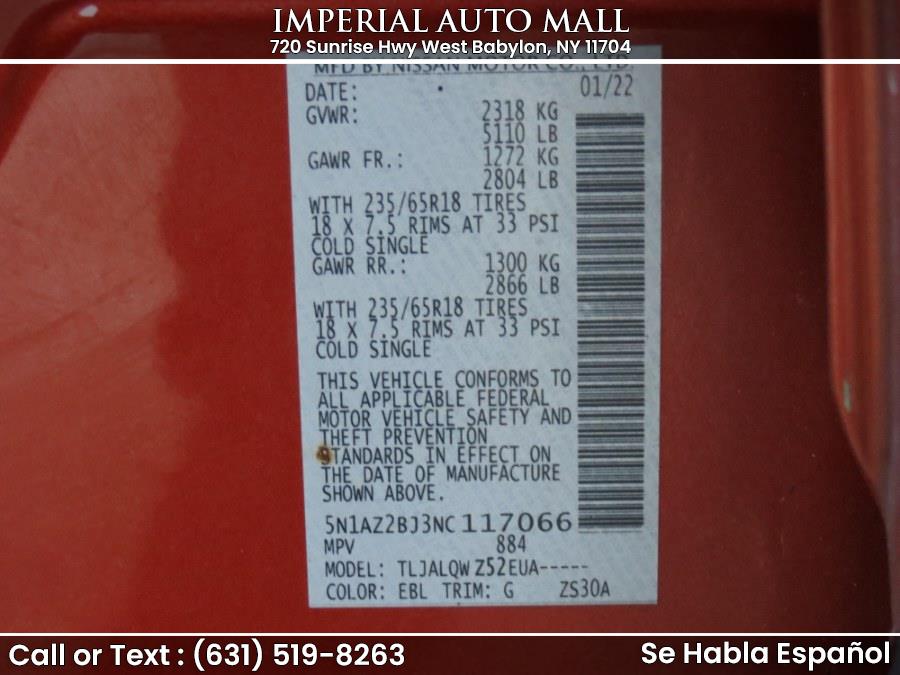 IMPERIAL AUTO MALL
720 Sunrise Hwy West Babylon, NY 11704
MFD BY NISSAN MOTOR CO., LTD.
DATE: 01/22
GVWR: 2318 KG
5110 LB
GAWR FR.: 1272 KG
2804 LB
WITH 235/65R18 TIRES
18 X 7.5 RIMS AT 33 PSI
COLD SINGLE
GAWR RR.: 1300 KG
2866 LB
WITH 235/65R18 TIRES
18 X 7.5 RIMS AT 33 PSI
COLD SINGLE
THIS VEHICLE CONFORMS TO
ALL APPLICABLE FEDERAL
MOTOR VEHICLE SAFETY AND
THEFT PREVENTION
STANDARDS IN EFFECT ON
THE DATE OF MANUFACTURE
SHOWN ABOVE.
5N1AZ2BJ3NC117066
MPV 884
MODEL: TLJALQWZ52EUA-----
COLOR: EBL TRIM: G ZS30A
Call or Text : (631) 519-8263
Se Habla Español